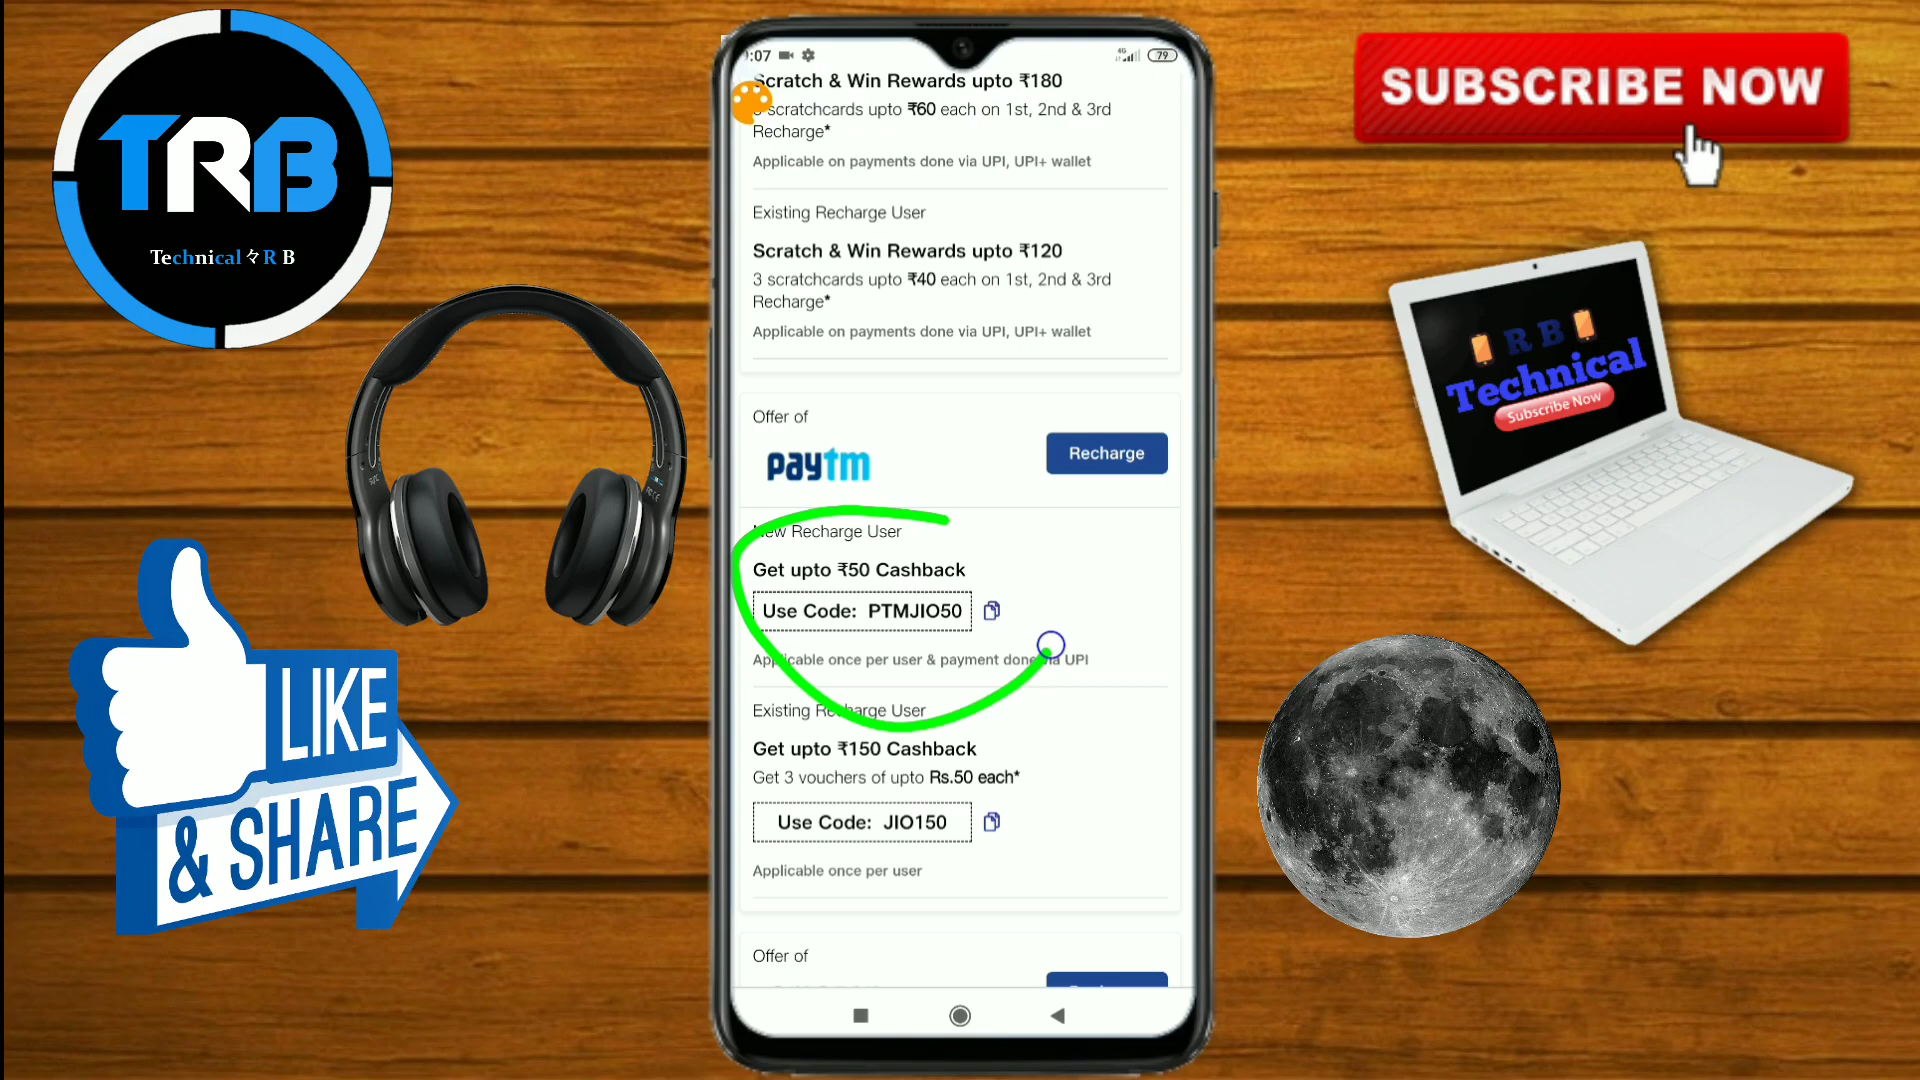 TRB
Technical々R B
LIKE
& SHARE
:07
4G
79
Scratch & Win Rewards upto ₹180
scratchcards upto ₹60 each on 1st, 2nd & 3rd
Recharge*
Applicable on payments done via UPI, UPI+ wallet
Existing Recharge User
Scratch & Win Rewards upto ₹120
3 scratchcards upto ₹40 each on 1st, 2nd & 3rd
Recharge*
Applicable on payments done via UPI, UPI+ wallet
Offer of
paytm
Recharge
New Recharge User
Get upto ₹50 Cashback
Use Code: PTMJIO50
Applicable once per user & payment done via UPI
Existing Recharge User
Get upto ₹150 Cashback
Get 3 vouchers of upto Rs.50 each*
Use Code: JIO150
Applicable once per user
Offer of
SUBSCRIBE NOW
R B
Technical
Subscribe Now